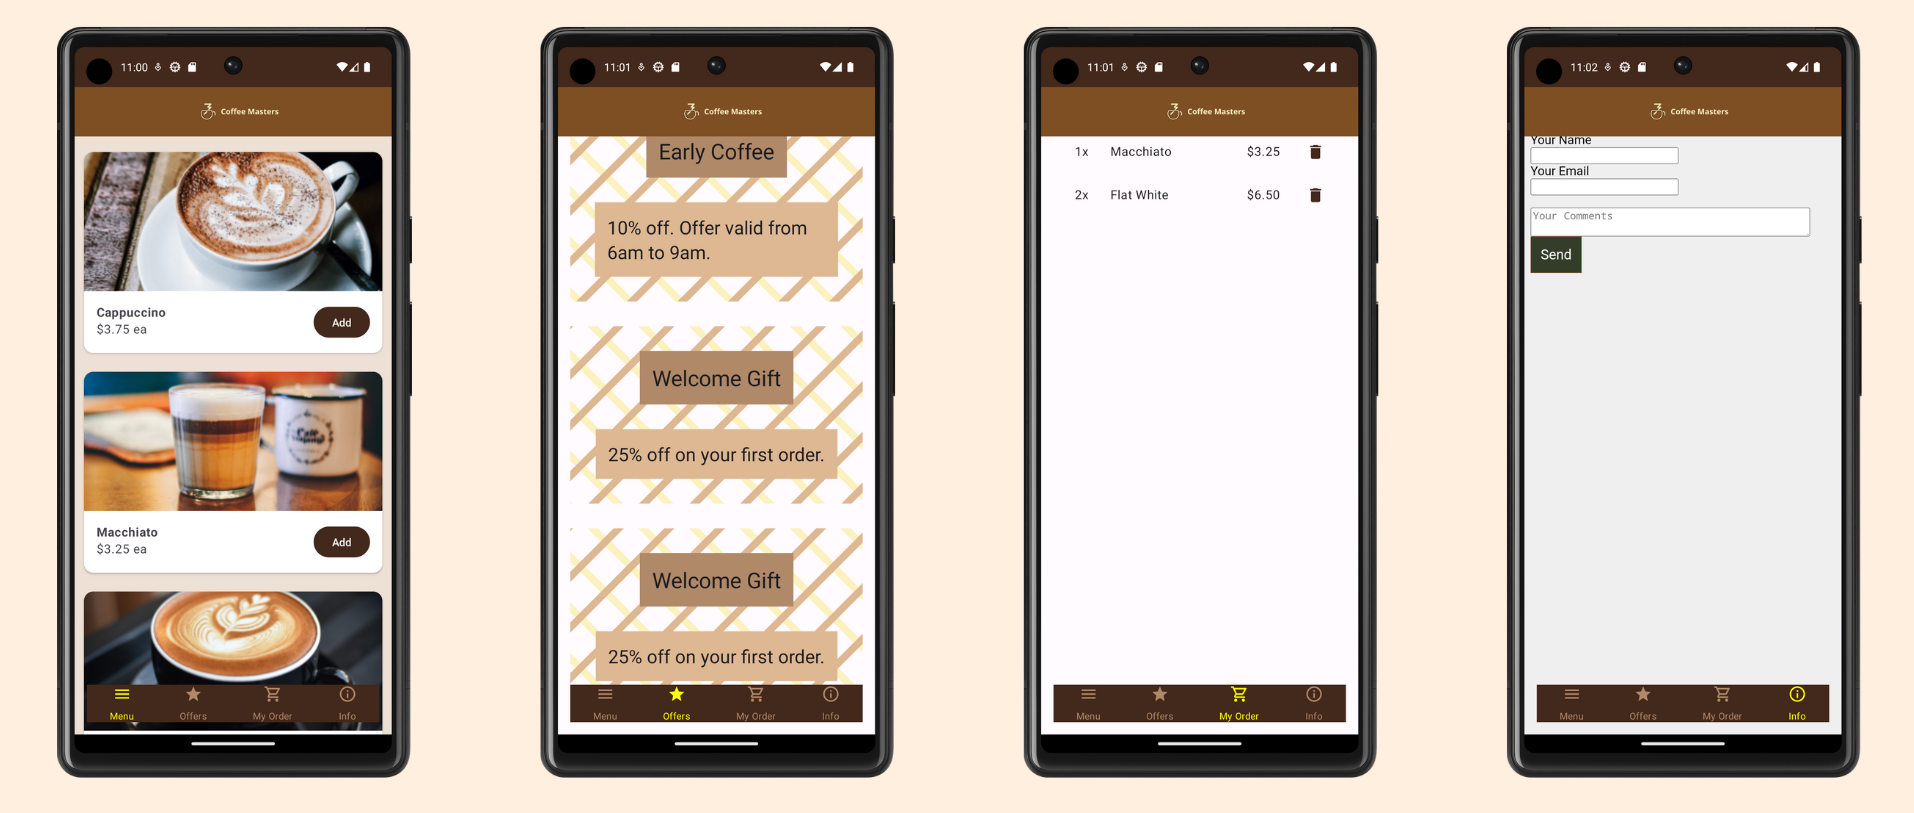 11:00
Coffee Masters
Cappuccino
$3.75 ea
Add
Macchiato
$3.25 ea
Add
Menu
Offers
My Order
Info
11:01
Coffee Masters
Early Coffee
10% off. Offer valid from
6am to 9am.
Welcome Gift
25% off on your first order.
Welcome Gift
25% off on your first order.
Menu
Offers
My Order
Info
11:01
Coffee Masters
1x Macchiato $3.25
2x Flat White $6.50
Menu
Offers
My Order
Info
11:02
Coffee Masters
Your Name
Your Email
Your Comments
Send
Menu
Offers
My Order
Info